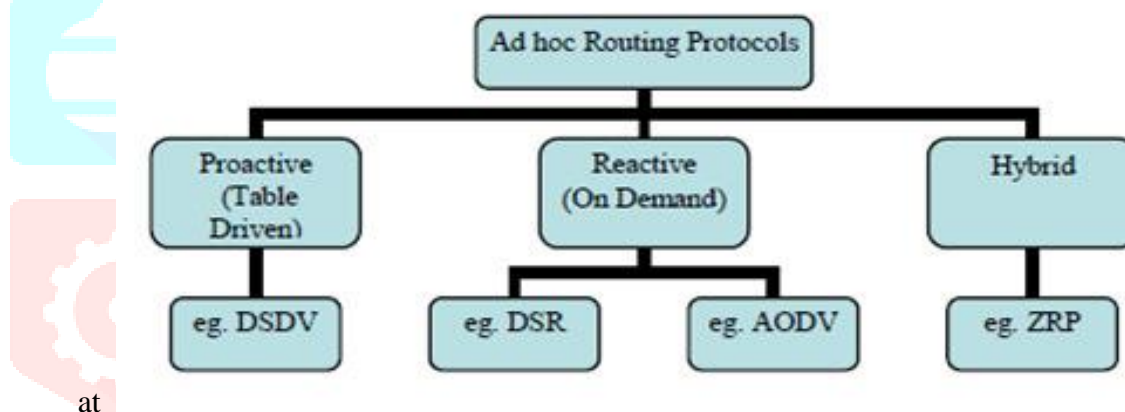 Ad hoc Routing Protocols
Proactive
(Table
Driven)
Reactive
(On Demand)
Hybrid
eg. DSDV
eg. DSR
eg. AODV
eg. ZRP
at